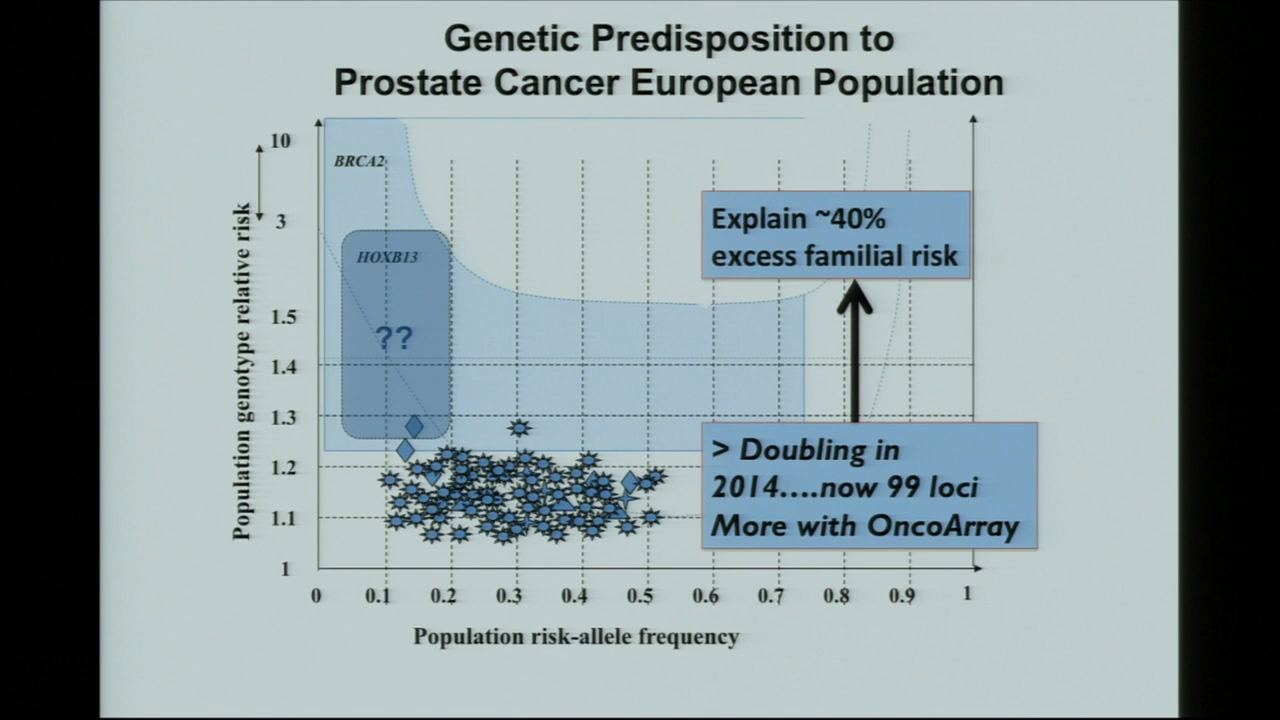 Genetic Predisposition to
Prostate Cancer European Population
10
BRCA2
3
HOXB13
??
1.5
1.4
1.3
1.2
1.1
1
Population genotype relative risk
Explain ~40%
excess familial risk
> Doubling in
2014....now 99 loci
More with OncoArray
0 0.1 0.2 0.3 0.4 0.5 0.6 0.7 0.8 0.9 1
Population risk-allele frequency